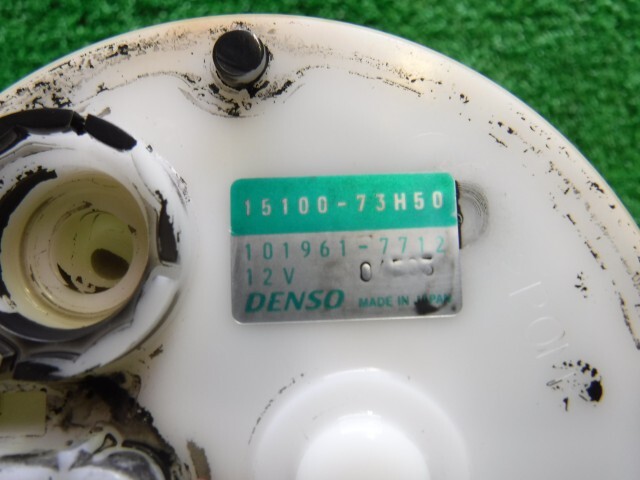 15100-73H50
101961-7712
12V
DENSO MADE IN JAPAN